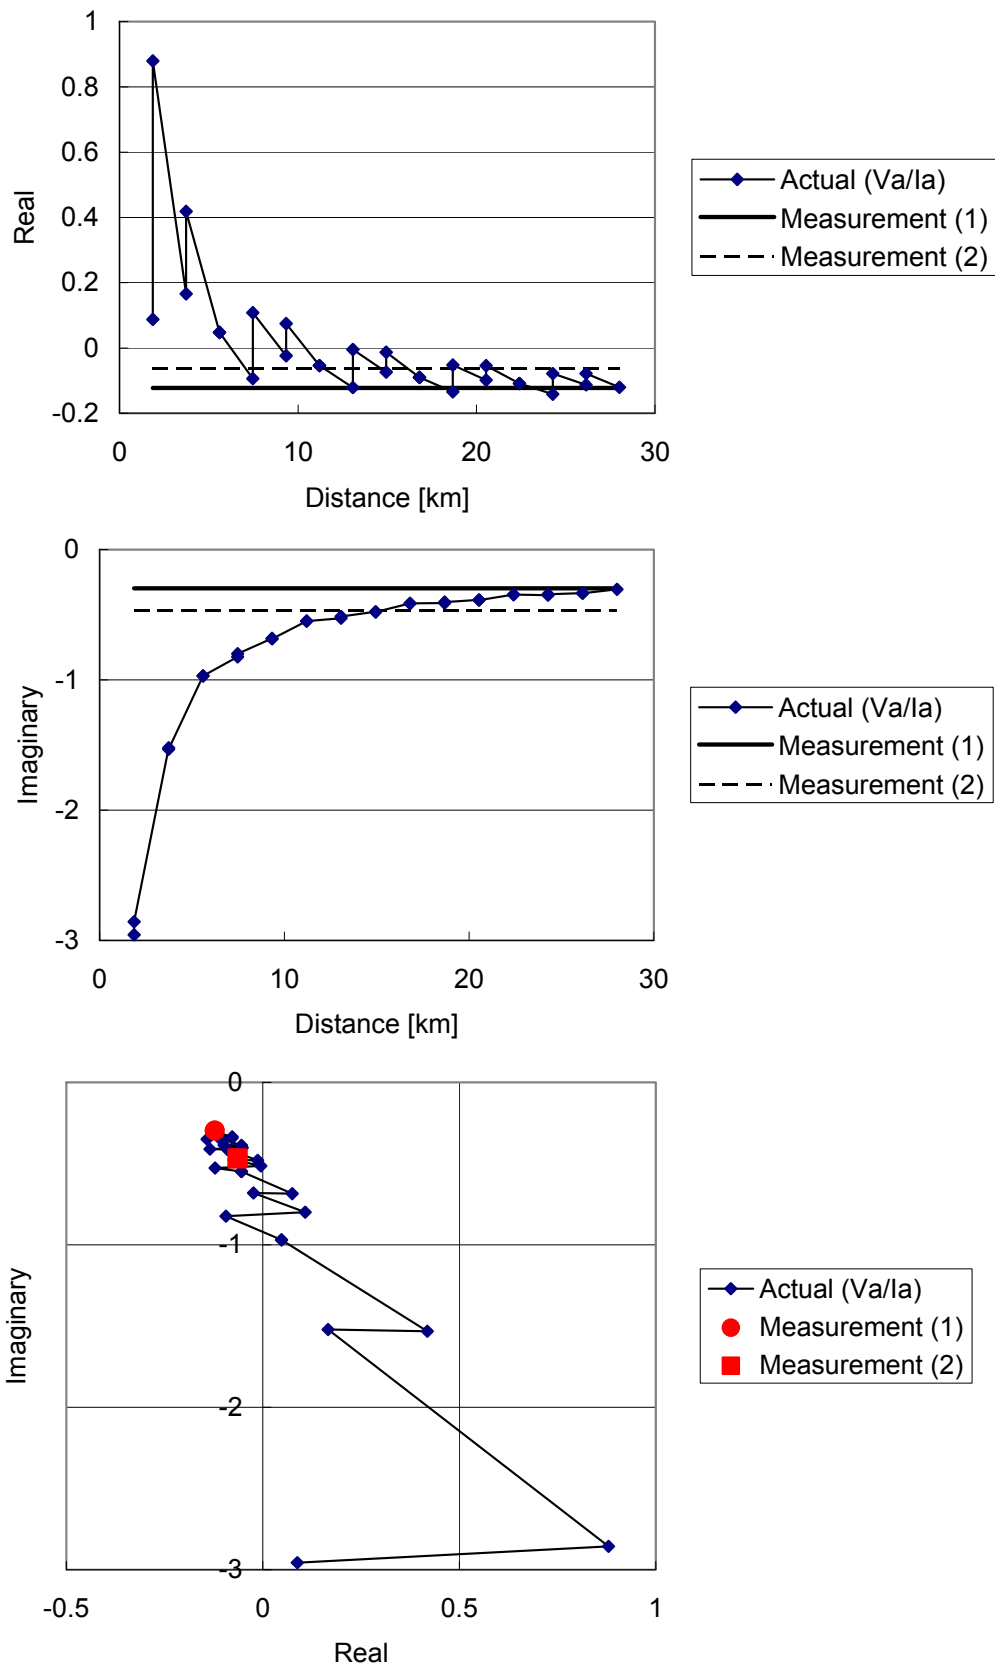 1
0.8
0.6
0.4
0.2
0
-0.2
Real
0
10
20
30
Distance [km]
Actual (Va/Ia)
Measurement (1)
Measurement (2)
0
-1
-2
-3
Imaginary
0
10
20
30
Distance [km]
Actual (Va/Ia)
Measurement (1)
Measurement (2)
0
-1
-2
-3
Imaginary
-0.5
0
0.5
1
Real
Actual (Va/Ia)
Measurement (1)
Measurement (2)